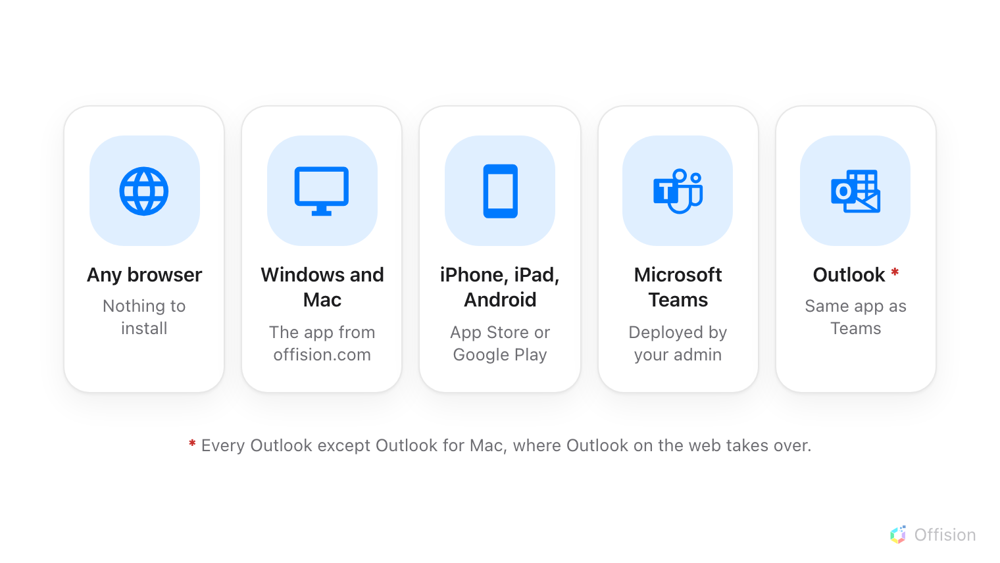 Any browser
Nothing to
install
Windows and
Mac
The app from
offision.com
iPhone, iPad,
Android
App Store or
Google Play
T
Microsoft
Teams
Deployed by
your admin
O
Outlook *
Same app as
Teams
* Every Outlook except Outlook for Mac, where Outlook on the web takes over.
Offision